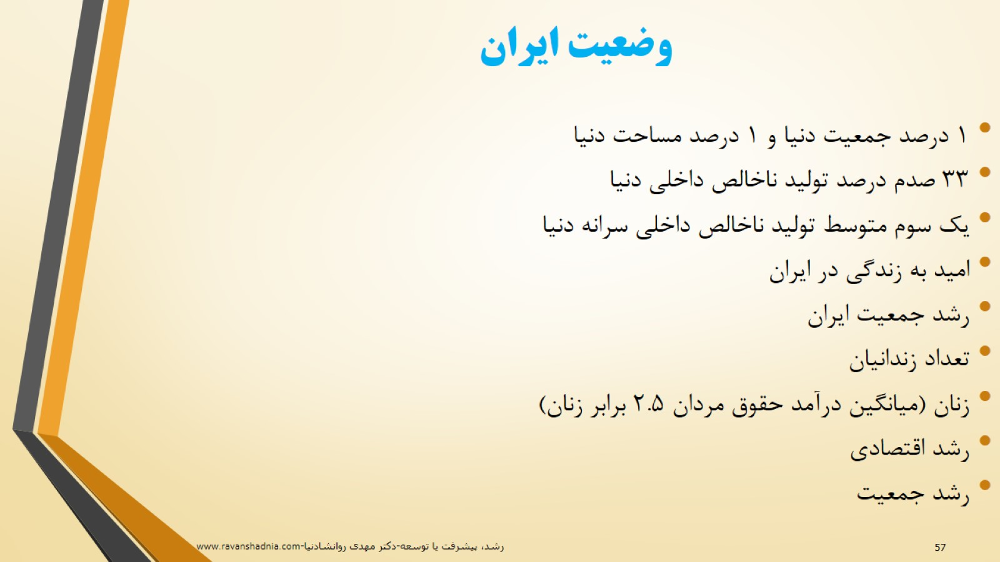 وضعیت ایران
• ۱ درصد جمعیت دنیا و ۱ درصد مساحت دنیا
• ۳۳ صدم درصد تولید ناخالص داخلی دنیا
• یک سوم متوسط تولید ناخالص داخلی سرانه دنیا
• امید به زندگی در ایران
• رشد جمعیت ایران
• تعداد زندانیان
• زنان (میانگین درآمد حقوق مردان ۲.۵ برابر زنان)
• رشد اقتصادی
• رشد جمعیت
رشد، پیشرفت یا توسعه-دکتر مهدی روانشادنیا-www.ravanshadnia.com
57